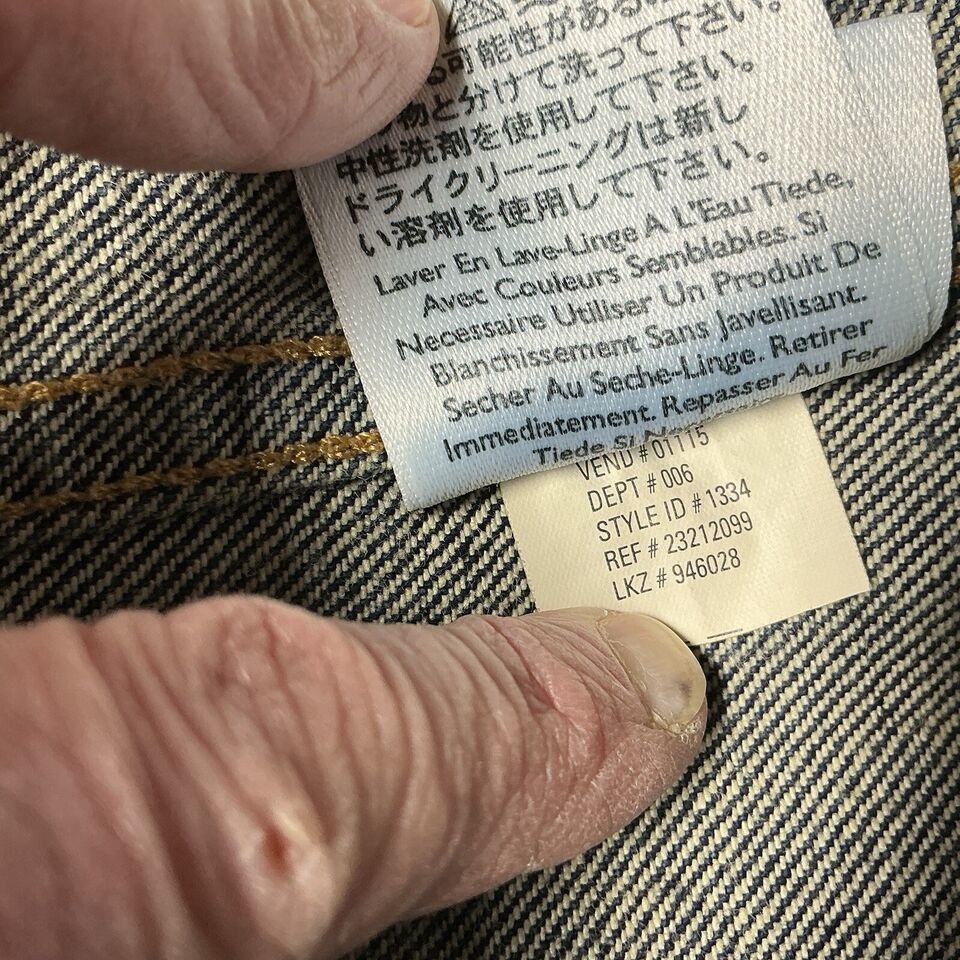 可能性がある
物と分けて洗って下さい。
中性洗剤を使用して下さい。
ドライクリーニングは新し
い溶剤を使用して下さい。
Laver En Lave-Linge A L'Eau Tiede,
Avec Couleurs Semblables. Si
Necessaire Utiliser Un Produit De
Blanchissement Sans Javellisant.
Secher Au Seche-Linge. Retirer
Immediatement. Repasser Au Fer
Tiede Si
VEND # 01115
DEPT # 006
STYLE ID # 1334
REF # 23212099
LKZ # 946028